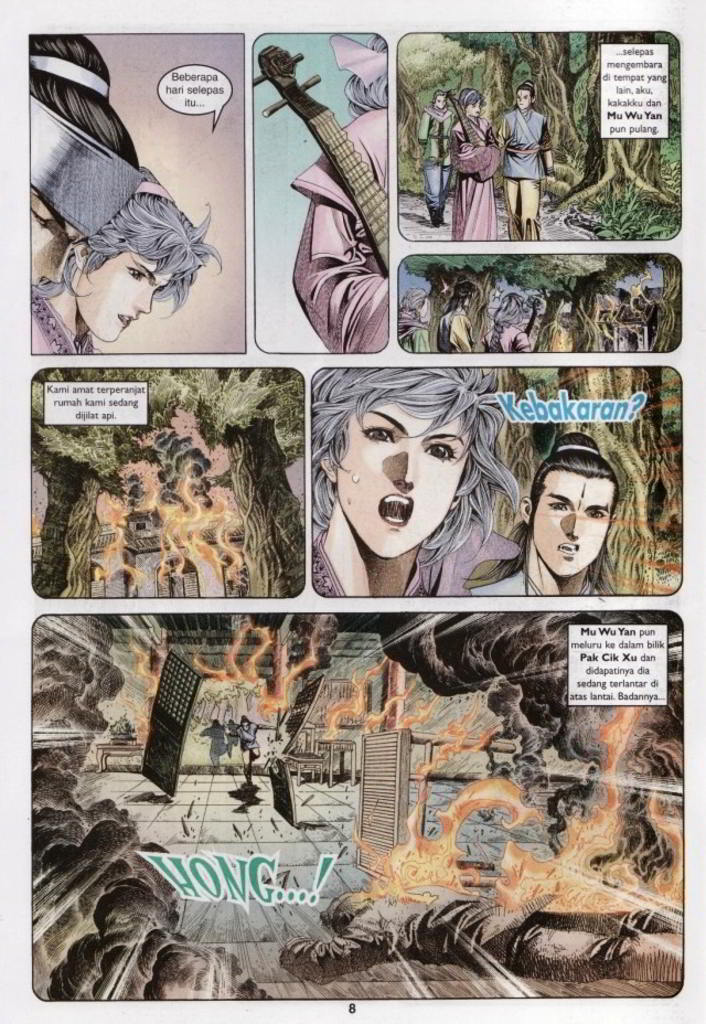 Beberapa
hari selepas
itu...
...selepas
mengembara
di tempat yang
lain, aku,
kakakku dan
Mu Wu Yan
pun pulang.
Kami amat terperanjat
rumah kami sedang
dijilat api.
Kebakaran?
Mu Wu Yan pun
meluru ke dalam bilik
Pak Cik Xu dan
didapatinya dia
sedang terlantar di
atas lantai. Badannya...
HONG....!
8